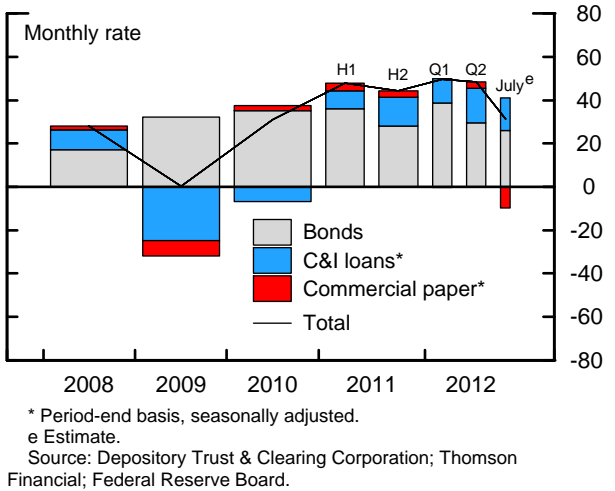 Monthly rate
80
60
40
20
0
-20
-40
-60
-80
H1
H2
Q1
Q2
July e
Bonds
C&I loans*
Commercial paper*
Total
2008 2009 2010 2011 2012
* Period-end basis, seasonally adjusted.
e Estimate.
Source: Depository Trust & Clearing Corporation; Thomson
Financial; Federal Reserve Board.